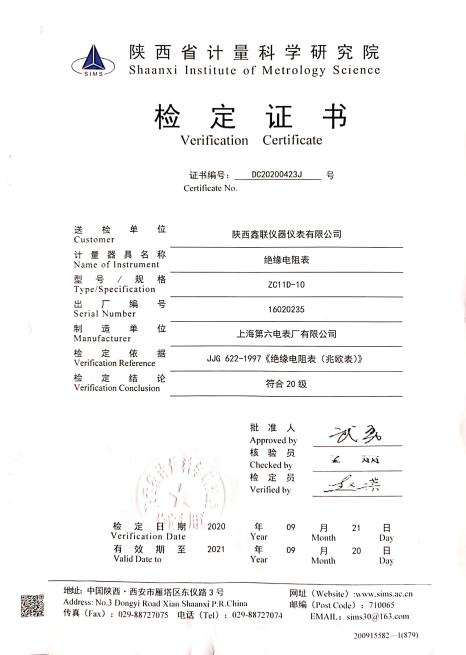 陕西省计量科学研究院
SIMS
Shaanxi Institute of Metrology Science
检定证书
Verification Certificate
证书编号： DC20200423J 号
Certificate No.
送检单位 陕西鑫联仪器仪表有限公司
Customer
计量器具名称 绝缘电阻表
Name of Instrument
型号／规格 ZC11D-10
Type/Specification
出厂编号 16020235
Serial Number
制造单位 上海第六电表厂有限公司
Manufacturer
检定依据 JJG 622-1997《绝缘电阻表（兆欧表）》
Verification Reference
检定结论 符合20级
Verification Conclusion
批准人
Approved by
核验员
Checked by
检定员
Verified by
检定日期 2020 年 09 月 21 日
Verification Date Year Month Day
有效期至 2021 年 09 月 20 日
Valid Date to Year Month Day
地址：中国陕西·西安市雁塔区东仪路3号 网址（Website）:www.sims.ac.cn
Address: No.3 Dongyi Road Xian Shaanxi P.R.China 邮编（Post Code）: 710065
传真（Fax）: 029-88727075 电话（Tel）: 029-88727074 EMAIL: sims30@163.com
200915582—1(879)